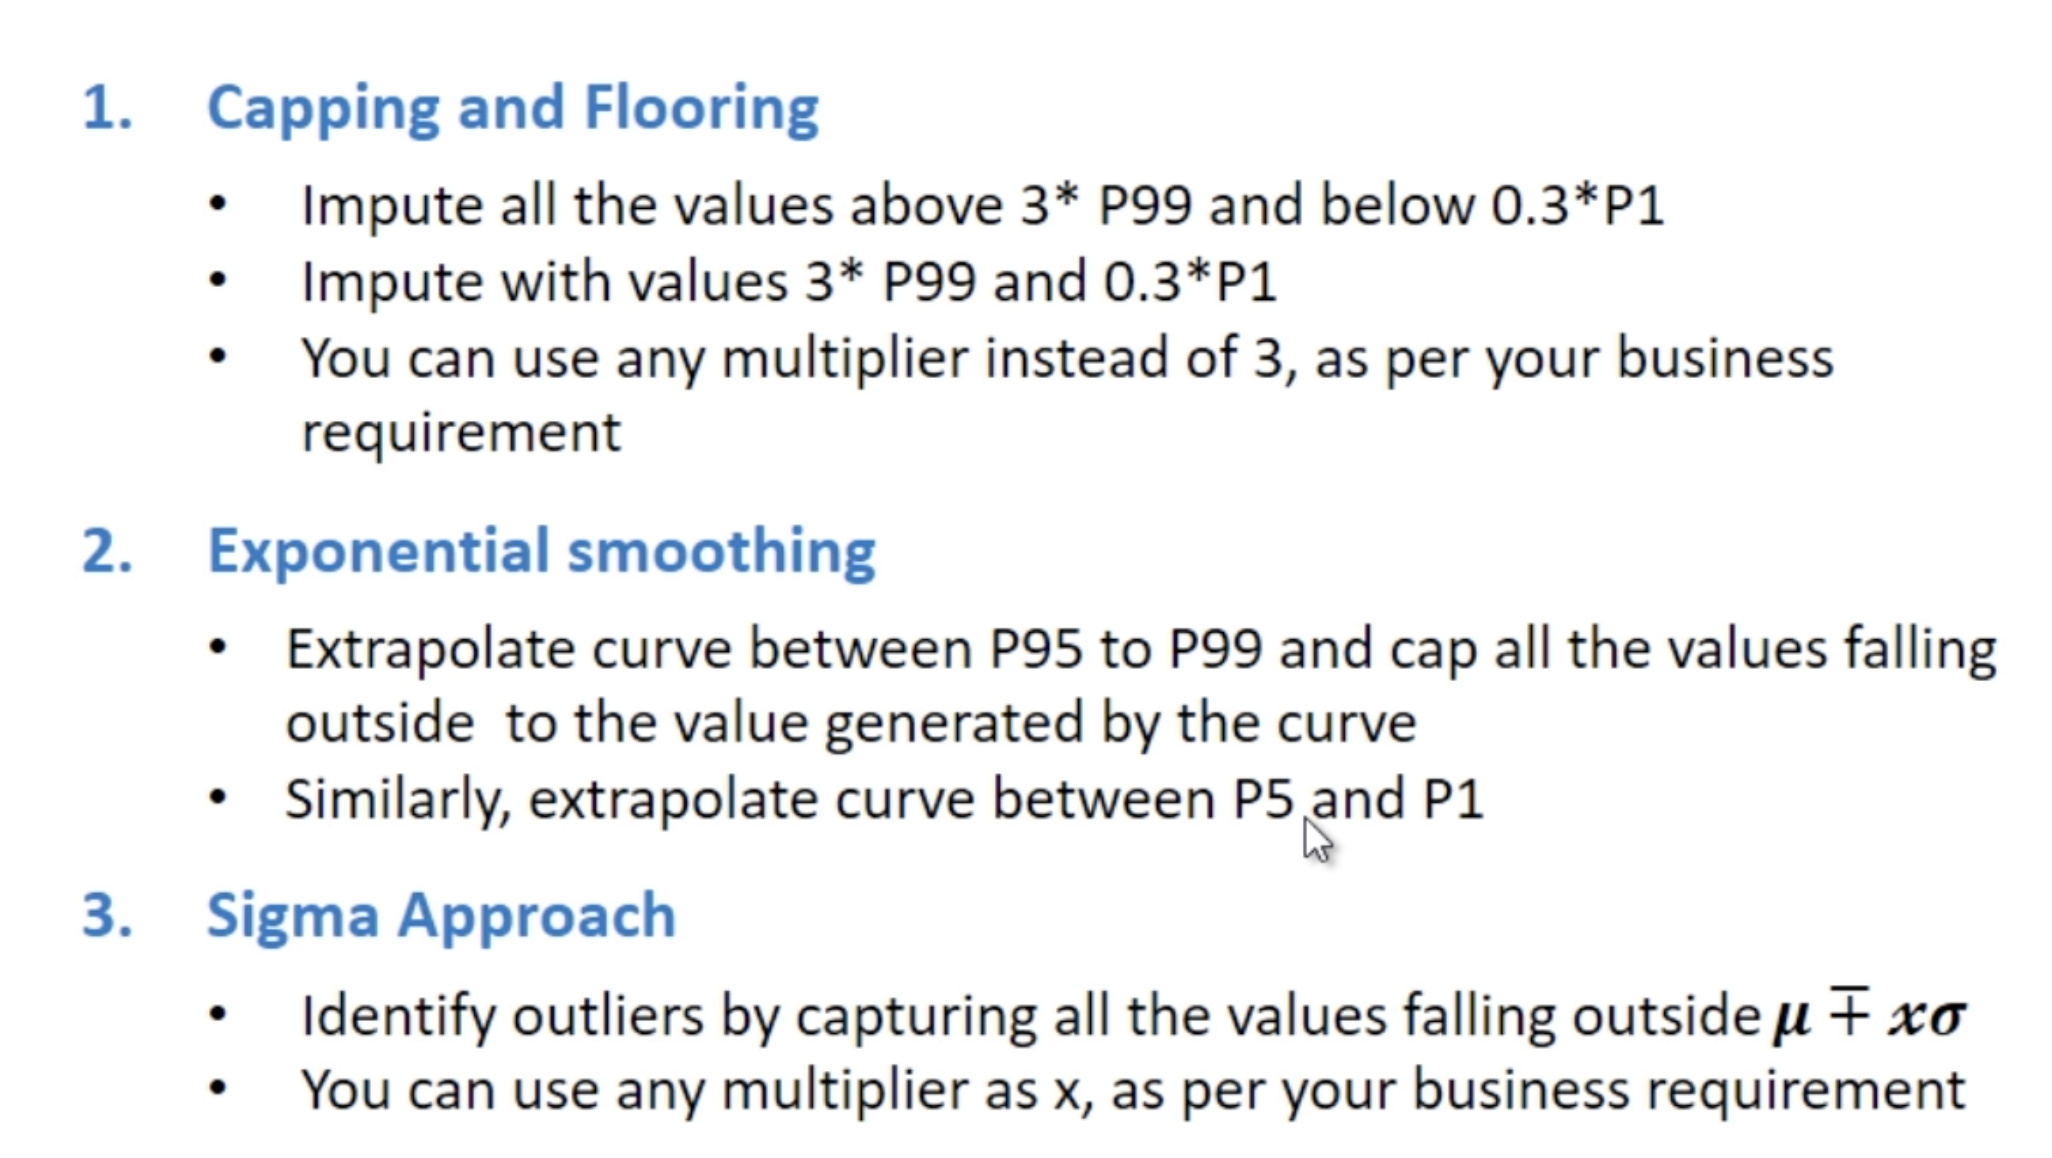 1. Capping and Flooring
• Impute all the values above 3* P99 and below 0.3*P1
• Impute with values 3* P99 and 0.3*P1
• You can use any multiplier instead of 3, as per your business
requirement
2. Exponential smoothing
• Extrapolate curve between P95 to P99 and cap all the values falling
outside  to the value generated by the curve
• Similarly, extrapolate curve between P5 and P1
3. Sigma Approach
• Identify outliers by capturing all the values falling outside μ ∓ xσ
• You can use any multiplier as x, as per your business requirement